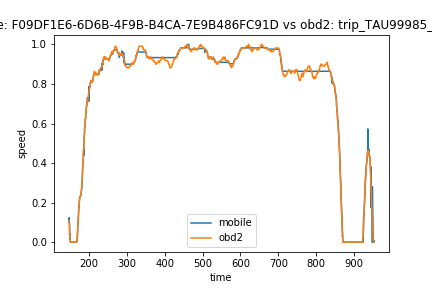 e: F09DF1E6-6D6B-4F9B-B4CA-7E9B486FC91D vs obd2: trip_TAU99985_
1.0
0.8
0.6
0.4
0.2
0.0
speed
mobile
obd2
200 300 400 500 600 700 800 900
time